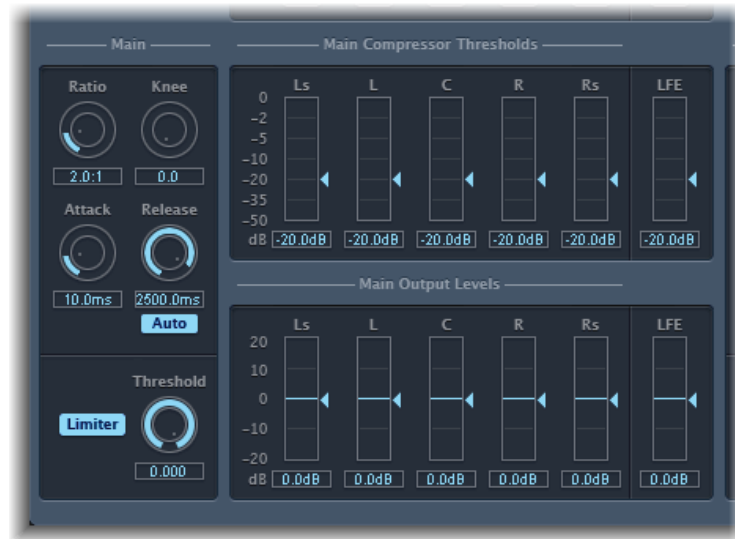 Main
Ratio Knee
2.0:1 0.0
Attack Release
10.0ms 2500.0ms
Auto
Threshold
Limiter
0.000
Main Compressor Thresholds
Ls L C R Rs LFE
0
-2
-5
-10
-20
-35
-50
dB -20.0dB -20.0dB -20.0dB -20.0dB -20.0dB -20.0dB
Main Output Levels
Ls L C R Rs LFE
20
10
0
-10
-20
dB 0.0dB 0.0dB 0.0dB 0.0dB 0.0dB 0.0dB